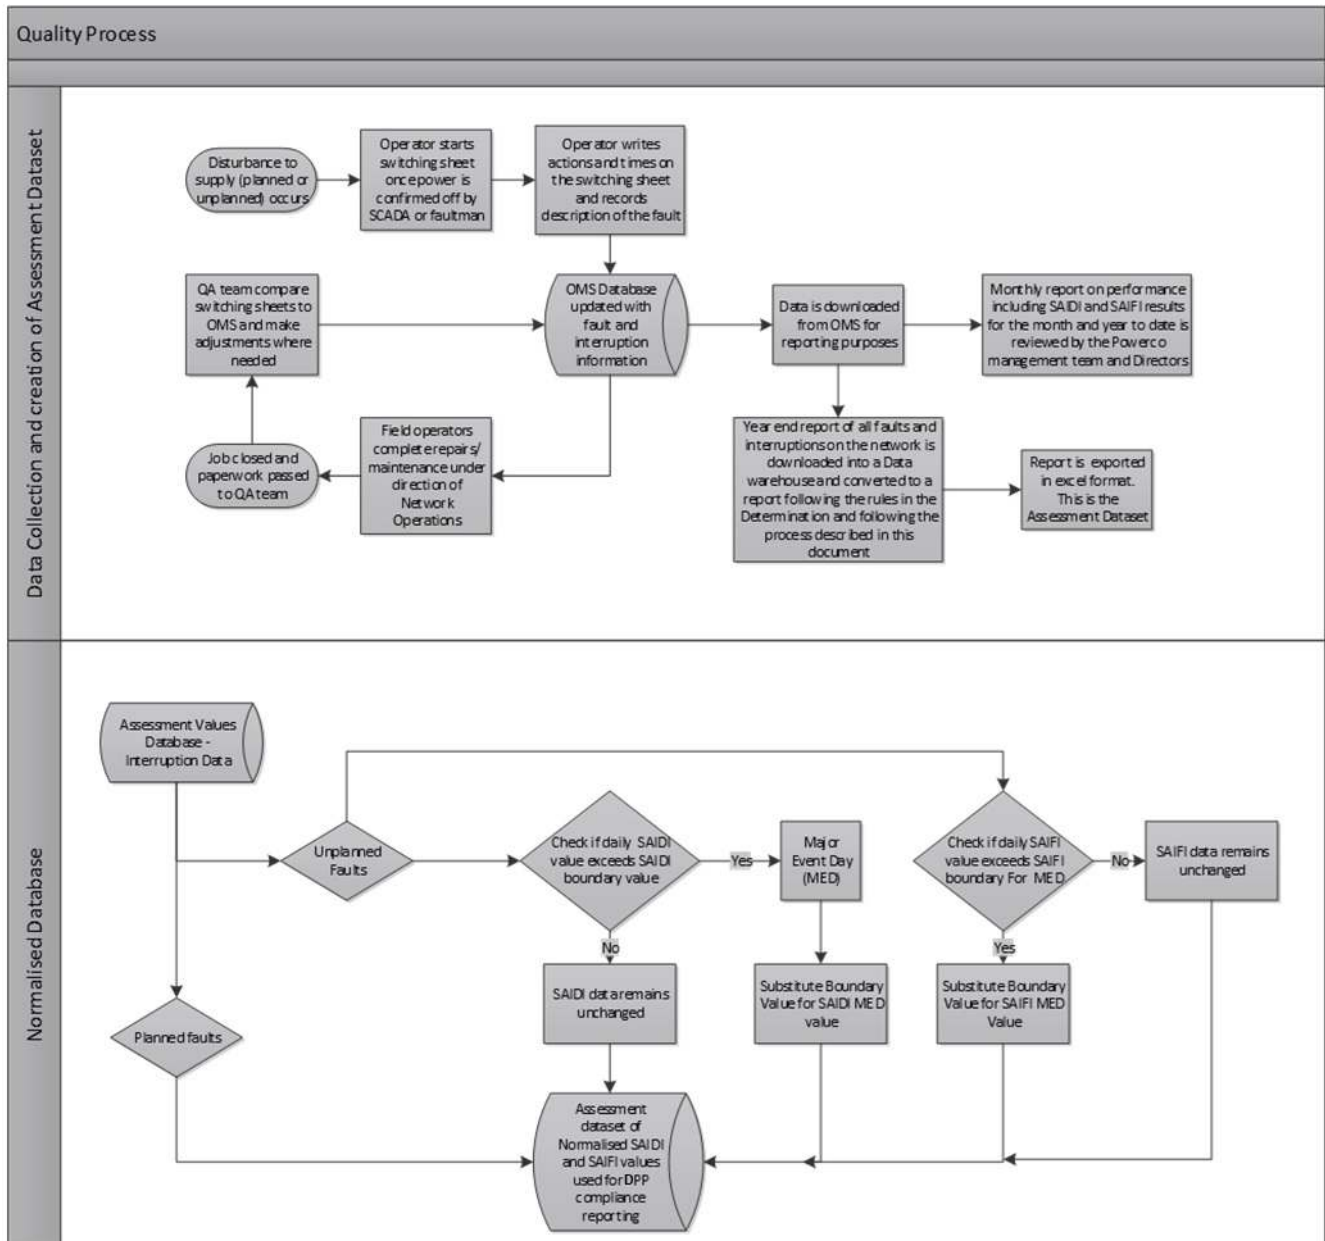 Quality Process
Data Collection and creation of Assessment Dataset
Disturbance to
supply (planned or
unplanned) occurs
Operator starts
switching sheet
once power is
confirmed off by
SCADA or faultman
Operator writes
actions and times on
the switching sheet
and records
description of the fault
QA team compare
switching sheets to
OMS and make
adjustments where
needed
OMS Database
updated with
fault and
interruption
information
Data is downloaded
from OMS for
reporting purposes
Monthly report on performance
including SAIDI and SAIFI results
for the month and year to date is
reviewed by the Powerco
management team and Directors
Job closed and
paperwork passed
to QA team
Field operators
complete repairs/
maintenance under
direction of
Network
Operations
Year end report of all faults and
interruptions on the network is
downloaded into a Data
warehouse and converted to a
report following the rules in the
Determination and following the
process described in this
document
Report is exported
in excel format.
This is the
Assessment Dataset
Normalised Database
Assessment Values
Database -
Interruption Data
Unplanned
Faults
Check if daily SAIDI
value exceeds SAIDI
boundary value
Yes
Major
Event Day
(MED)
Check if daily SAIFI
value exceeds SAIFI
boundary For MED
No
SAIFI data remains
unchanged
No
Yes
Planned faults
SAIDI data remains
unchanged
Substitute Boundary
Value for SAIDI MED
value
Substitute Boundary
Value for SAIFI MED
Value
Assessment
dataset of
Normalised SAIDI
and SAIFI values
used for DPP
compliance
reporting